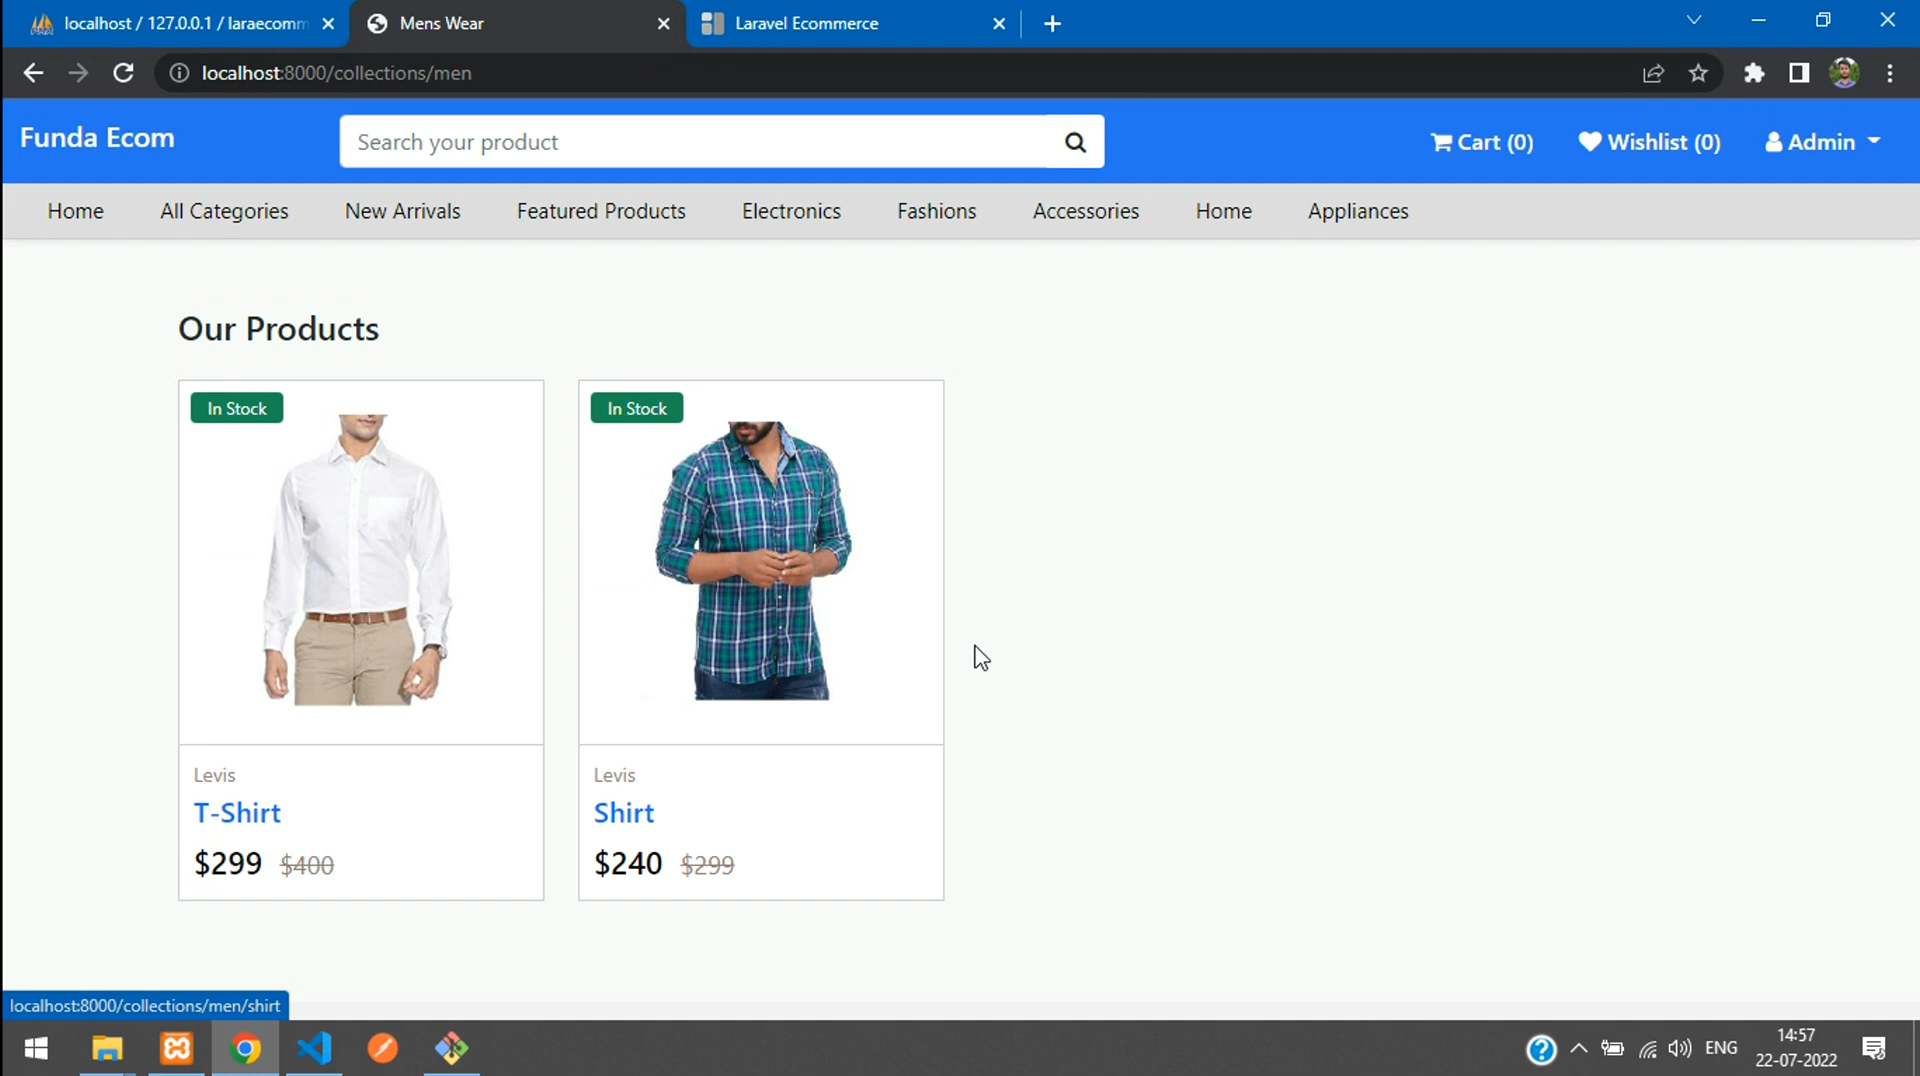 localhost / 127.0.0.1 / laraecomm
Mens Wear
Laravel Ecommerce
localhost:8000/collections/men
Funda Ecom
Search your product
Cart (0)
Wishlist (0)
Admin
Home
All Categories
New Arrivals
Featured Products
Electronics
Fashions
Accessories
Home
Appliances
Our Products
In Stock
In Stock
Levis
T-Shirt
$299 $400
Levis
Shirt
$240 $299
localhost:8000/collections/men/shirt
ENG
14:57
22-07-2022